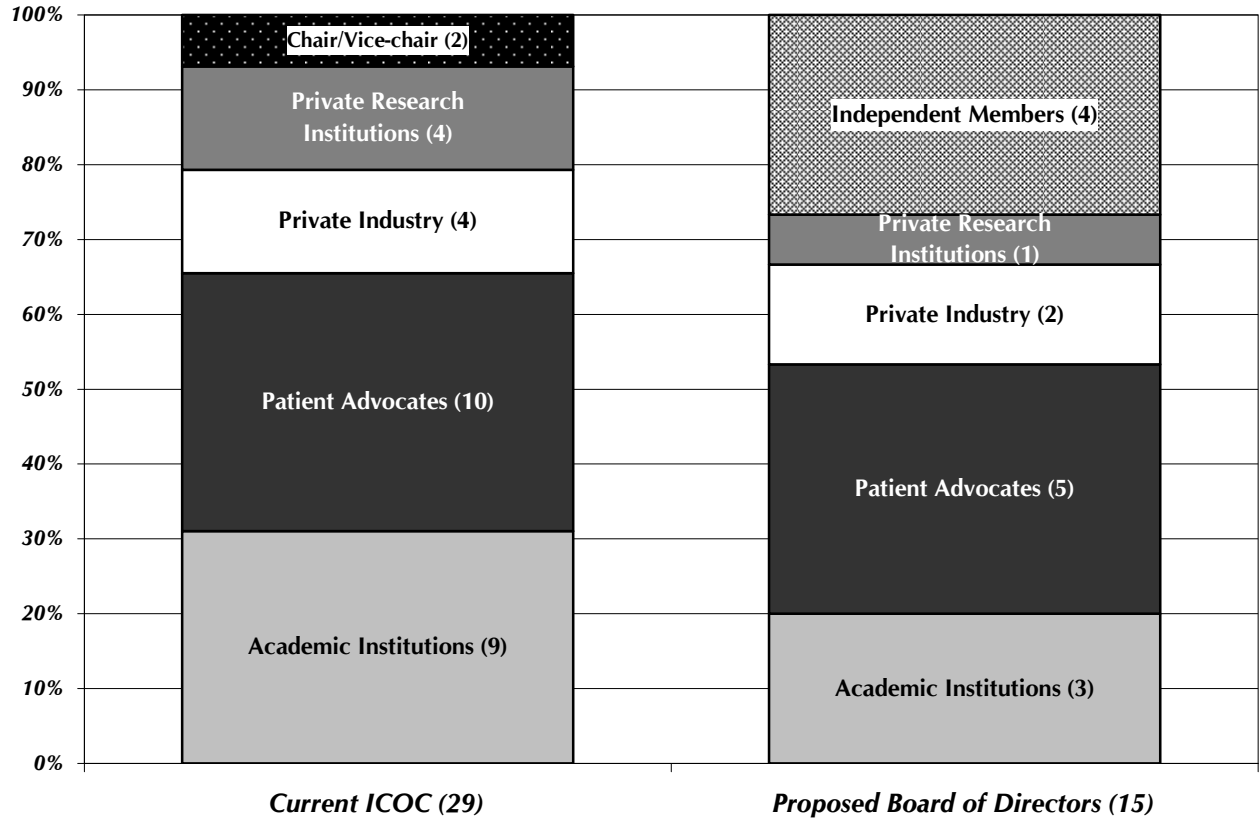 100%
90%
80%
70%
60%
50%
40%
30%
20%
10%
0%
Chair/Vice-chair (2)
Private Research
Institutions (4)
Private Industry (4)
Patient Advocates (10)
Academic Institutions (9)
Independent Members (4)
Private Research
Institutions (1)
Private Industry (2)
Patient Advocates (5)
Academic Institutions (3)
Current ICOC (29)
Proposed Board of Directors (15)